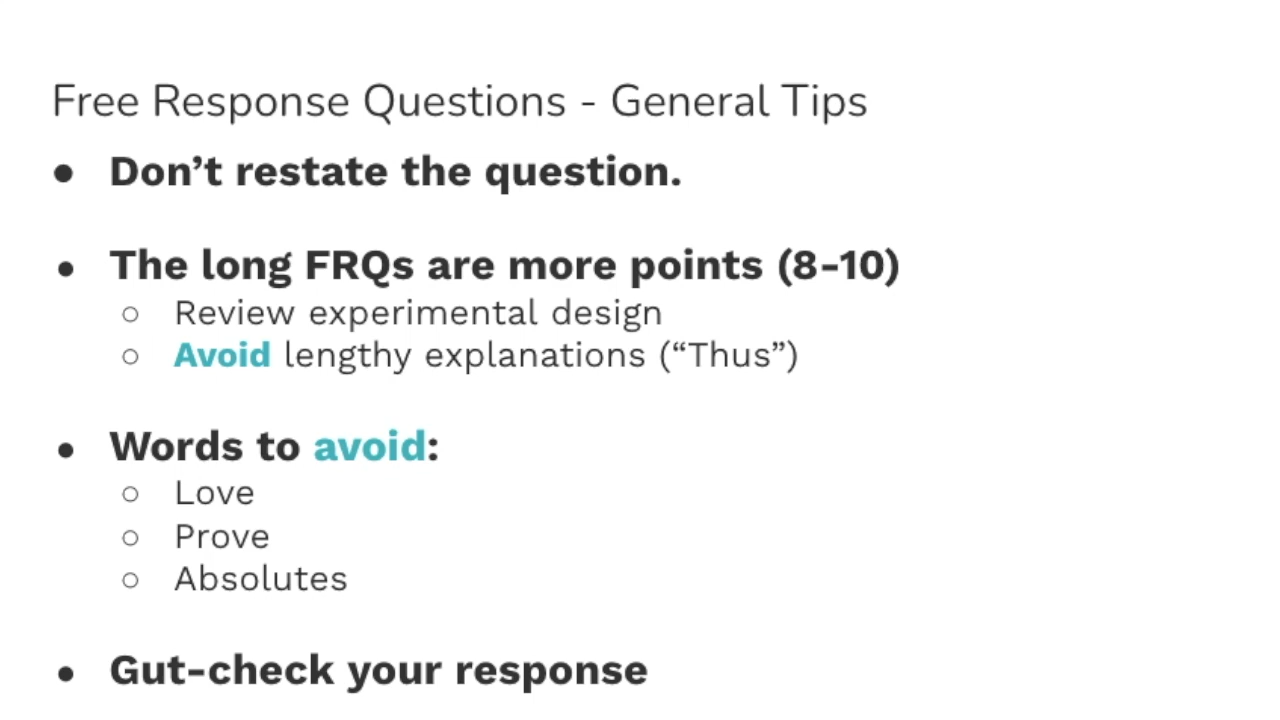 Free Response Questions - General Tips
● Don’t restate the question.
● The long FRQs are more points (8-10)
○ Review experimental design
○ Avoid lengthy explanations (“Thus”)
● Words to avoid:
○ Love
○ Prove
○ Absolutes
● Gut-check your response